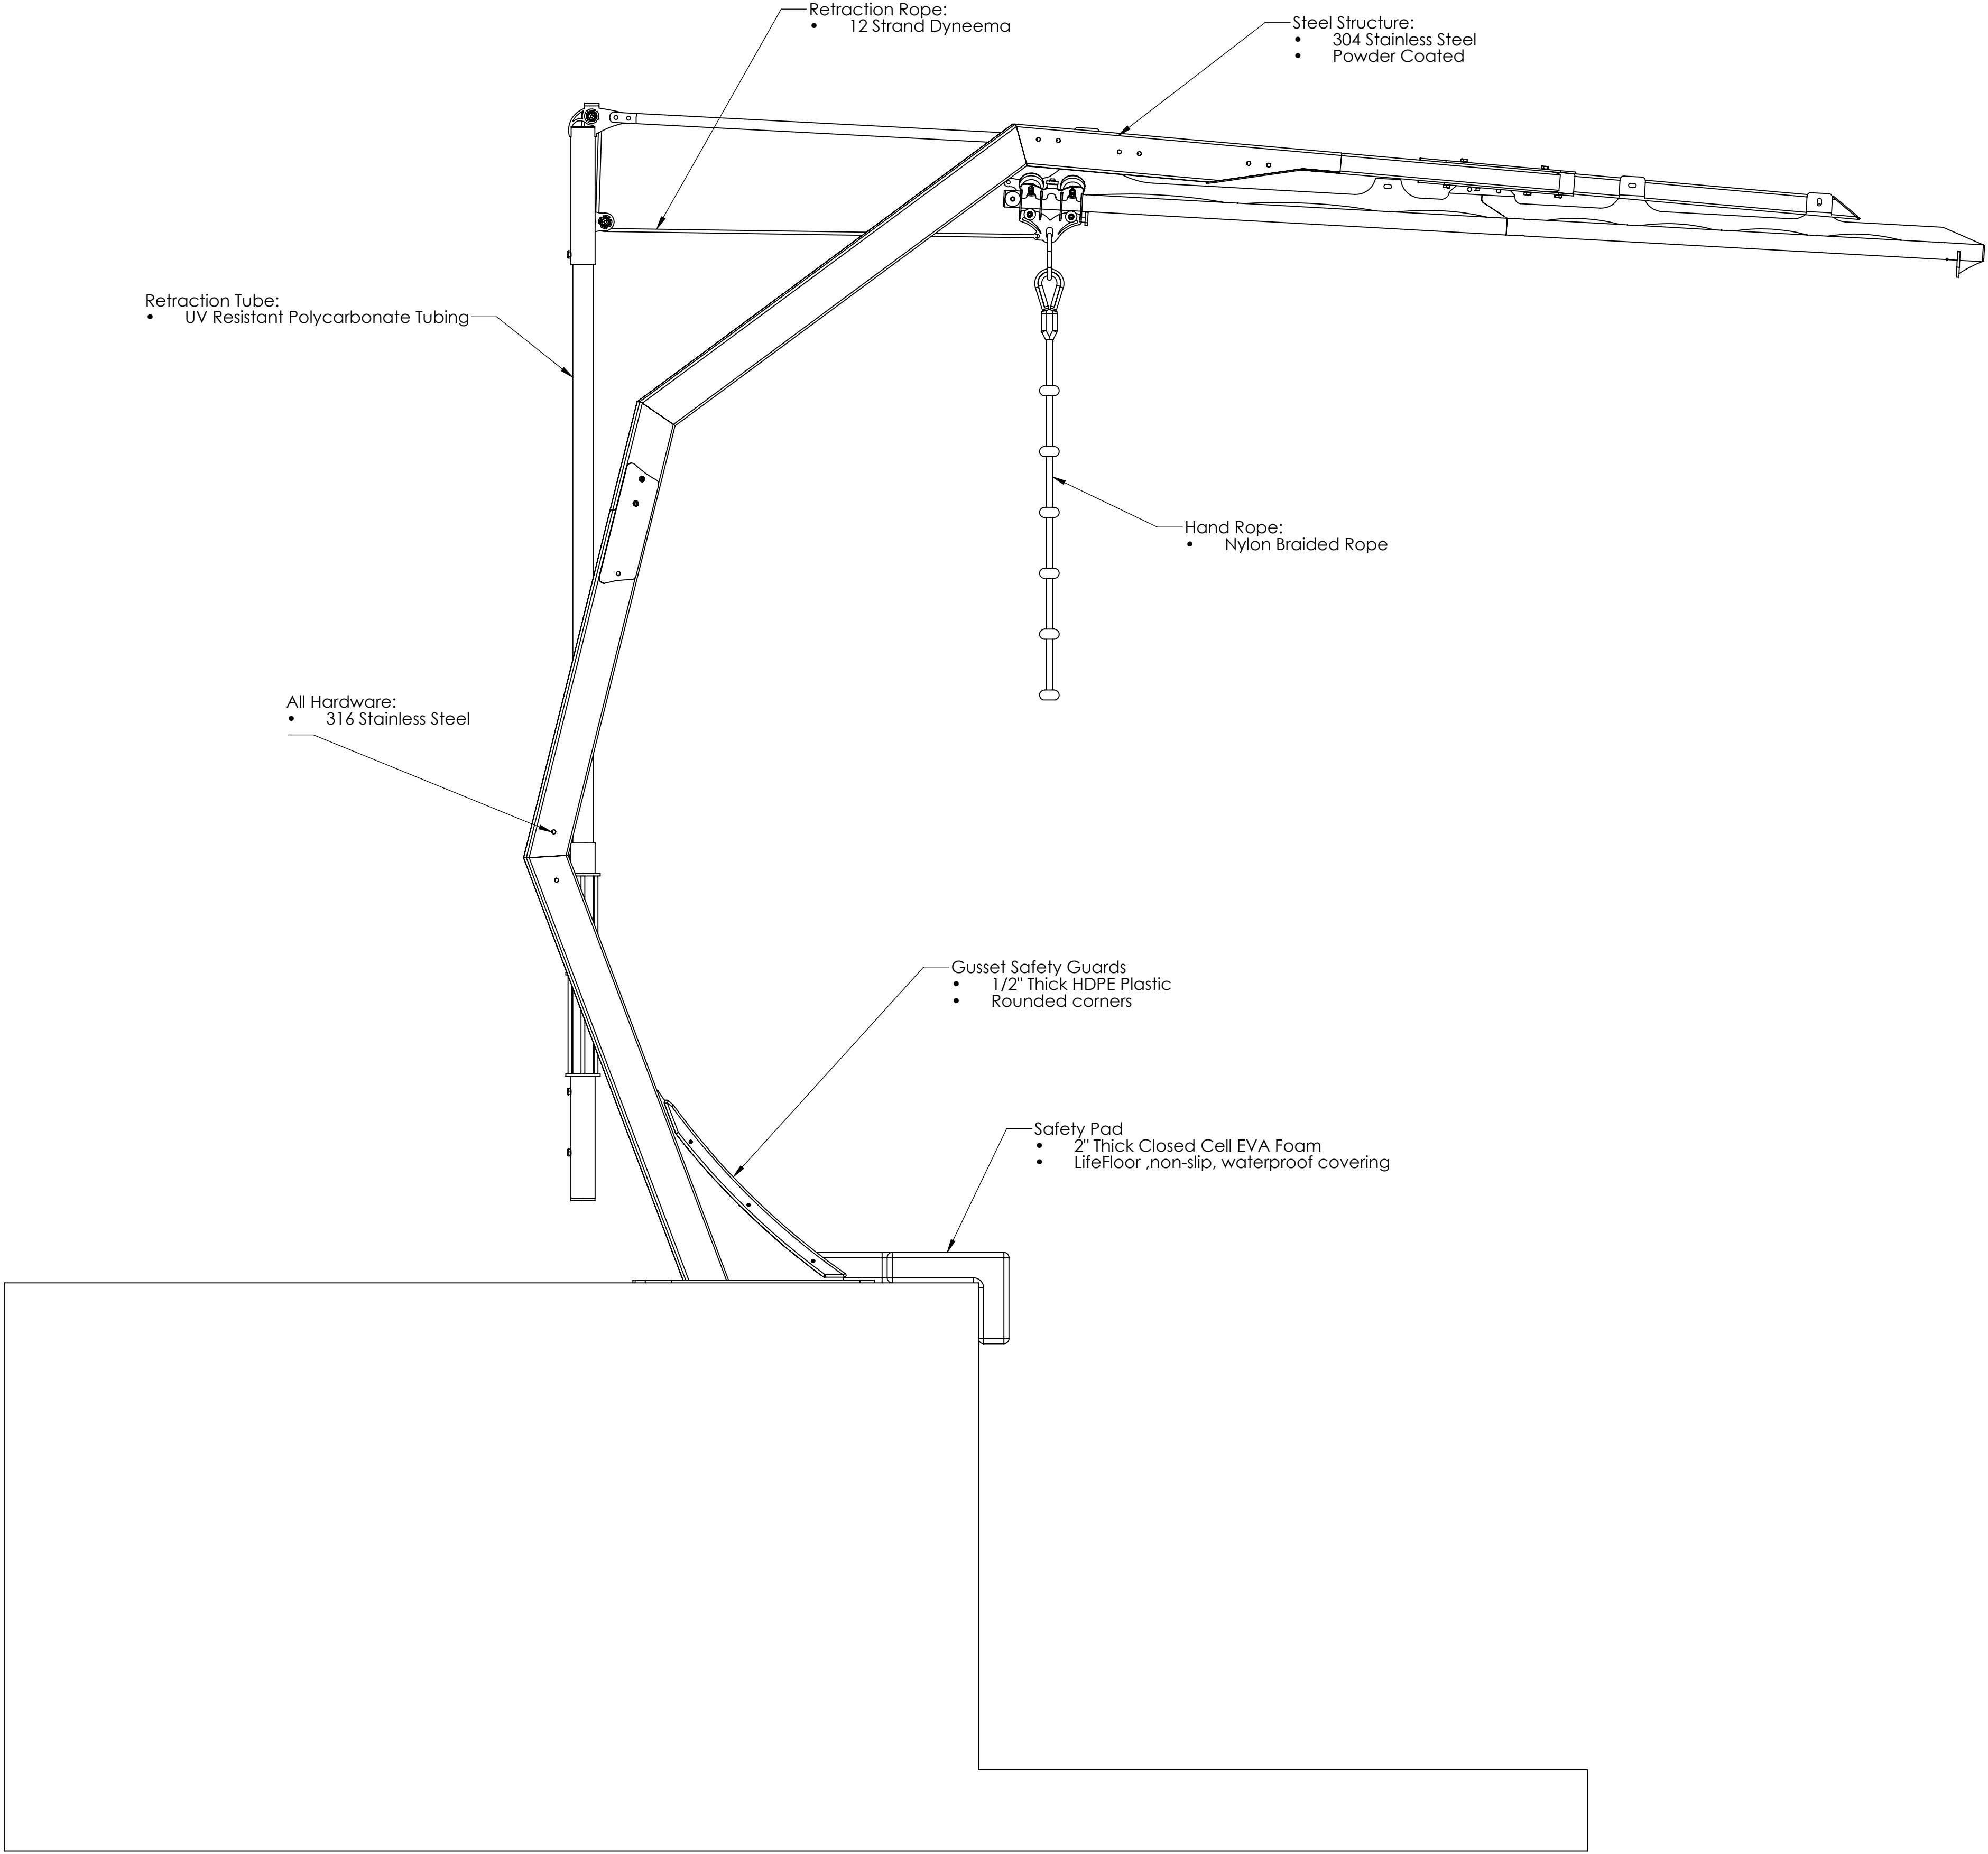 Retraction Rope:
• 12 Strand Dyneema
Steel Structure:
• 304 Stainless Steel
• Powder Coated
Retraction Tube:
• UV Resistant Polycarbonate Tubing
Hand Rope:
• Nylon Braided Rope
All Hardware:
• 316 Stainless Steel
Gusset Safety Guards
• 1/2" Thick HDPE Plastic
• Rounded corners
Safety Pad
• 2" Thick Closed Cell EVA Foam
• LifeFloor ,non-slip, waterproof covering